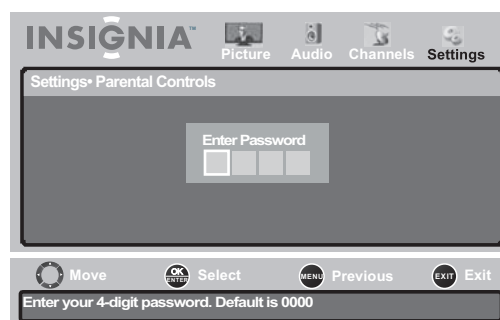 INSIGNIA™
Picture Audio Channels Settings
Settings• Parental Controls
Enter Password
Move OK ENTER Select MENU Previous EXIT Exit
Enter your 4-digit password. Default is 0000